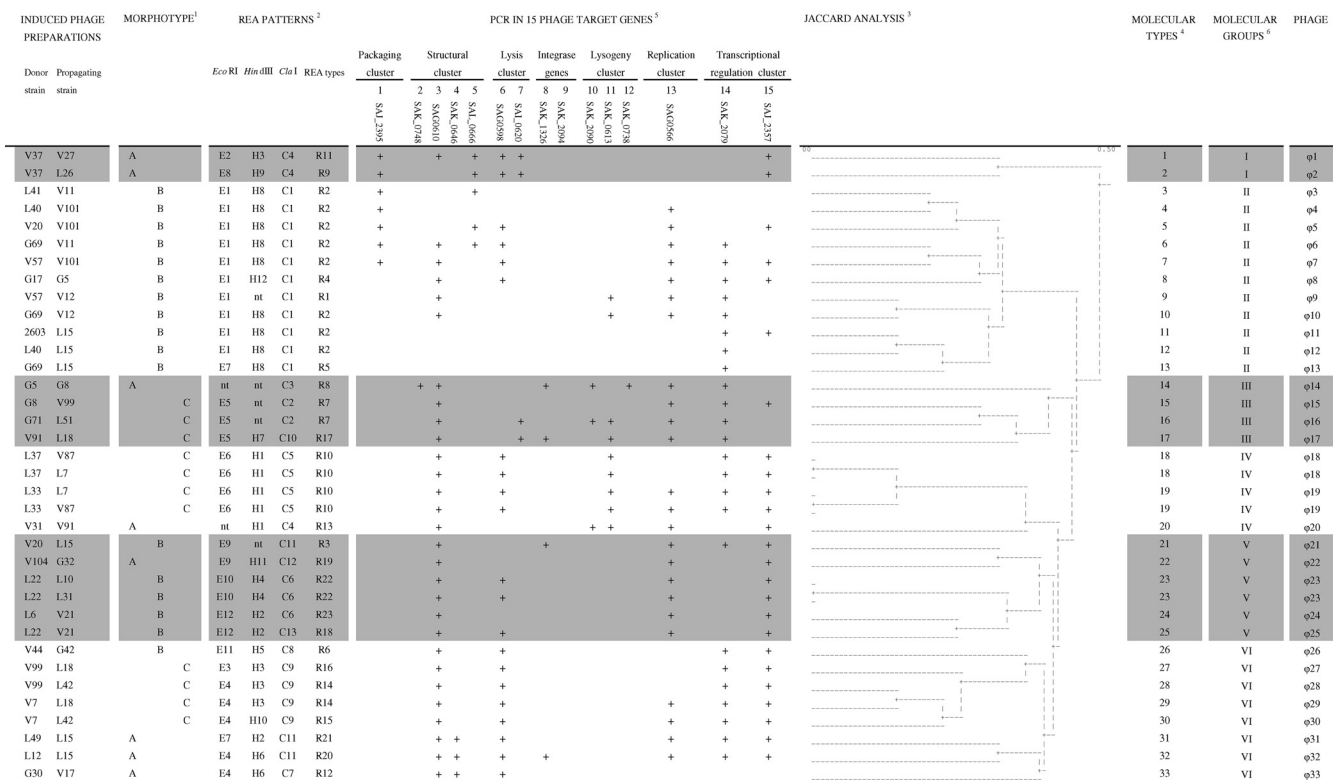 INDUCED PHAGE PREPARATIONS MORPHOTYPE 1 REA PATTERNS 2 PCR IN 15 PHAGE TARGET GENES 5 JACCARD ANALYSIS 3 MOLECULAR TYPES 4 MOLECULAR GROUPS 6 PHAGE
Packaging cluster Structural cluster Lysis cluster Integrase genes Lysogeny cluster Replication cluster Transcriptional regulation cluster
Donor strain Propagating strain Eco RI Hin dIII Cla I REA types
1 2 3 4 5 6 7 8 9 10 11 12 13 14 15
SAJ_2395 SAK_0748 SAG0610 SAK_0646 SAL_0666 SAG0598 SAJ_0620 SAK_1326 SAK_2094 SAK_2090 SAK_0613 SAK_0738 SAG0566 SAK_2079 SAJ_2357
00 0.50
V37 V27 A E2 H3 C4 R11 + + + + + + 1 I φ1
V37 L26 A E8 H9 C4 R9 + + + + + 2 I φ2
L41 V11 B E1 H8 C1 R2 + + 3 II φ3
L40 V101 B E1 H8 C1 R2 + + 4 II φ4
V20 V101 B E1 H8 C1 R2 + + + + + 5 II φ5
G69 V11 B E1 H8 C1 R2 + + + + + + 6 II φ6
V57 V101 B E1 H8 C1 R2 + + + + + + 7 II φ7
G17 G5 B E1 H12 C1 R4 + + + + + 8 II φ8
V57 V12 B E1 nt C1 R1 + + + + 9 II φ9
G69 V12 B E1 H8 C1 R2 + + + + 10 II φ10
2603 L15 B E1 H8 C1 R2 + + 11 II φ11
L40 L15 B E1 H8 C1 R2 + 12 II φ12
G69 L15 B E7 H8 C1 R5 + 13 II φ13
G5 G8 A nt nt C3 R8 + + + + + + + 14 III φ14
G8 V99 C E5 nt C2 R7 + + + + 15 III φ15
G71 L51 C E5 nt C2 R7 + + + + + + 16 III φ16
V91 L18 C E5 H7 C10 R17 + + + + + + 17 III φ17
L37 V87 C E6 H1 C5 R10 + + + + + 18 IV φ18
L37 L7 C E6 H1 C5 R10 + + + + + 18 IV φ18
L33 L7 C E6 H1 C5 R10 + + + + + + 19 IV φ19
L33 V87 C E6 H1 C5 R10 + + + + + + 19 IV φ19
V31 V91 A nt H1 C4 R13 + + + + + 20 IV φ20
V20 L15 B E9 nt C11 R3 + + + + + 21 V φ21
V104 G32 A E9 H11 C12 R19 + + + 22 V φ22
L22 L10 B E10 H4 C6 R22 + + + + 23 V φ23
L22 L31 B E10 H4 C6 R22 + + + + 23 V φ23
L6 V21 B E12 H2 C6 R23 + + + 24 V φ24
L22 V21 B E12 H2 C13 R18 + + + + 25 V φ25
V44 G42 B E11 H5 C8 R6 + + + + 26 VI φ26
V99 L18 C E3 H3 C9 R16 + + + + 27 VI φ27
V99 L42 C E4 H3 C9 R14 + + + + 28 VI φ28
V7 L18 C E4 H3 C9 R14 + + + + + 29 VI φ29
V7 L42 C E4 H10 C9 R15 + + + + + 30 VI φ30
L49 L15 A E7 H2 C11 R21 + + + + + + 31 VI φ31
L12 L15 A E4 H6 C11 R20 + + + + + + + 32 VI φ32
G30 V17 A E4 H6 C7 R12 + + + 33 VI φ33